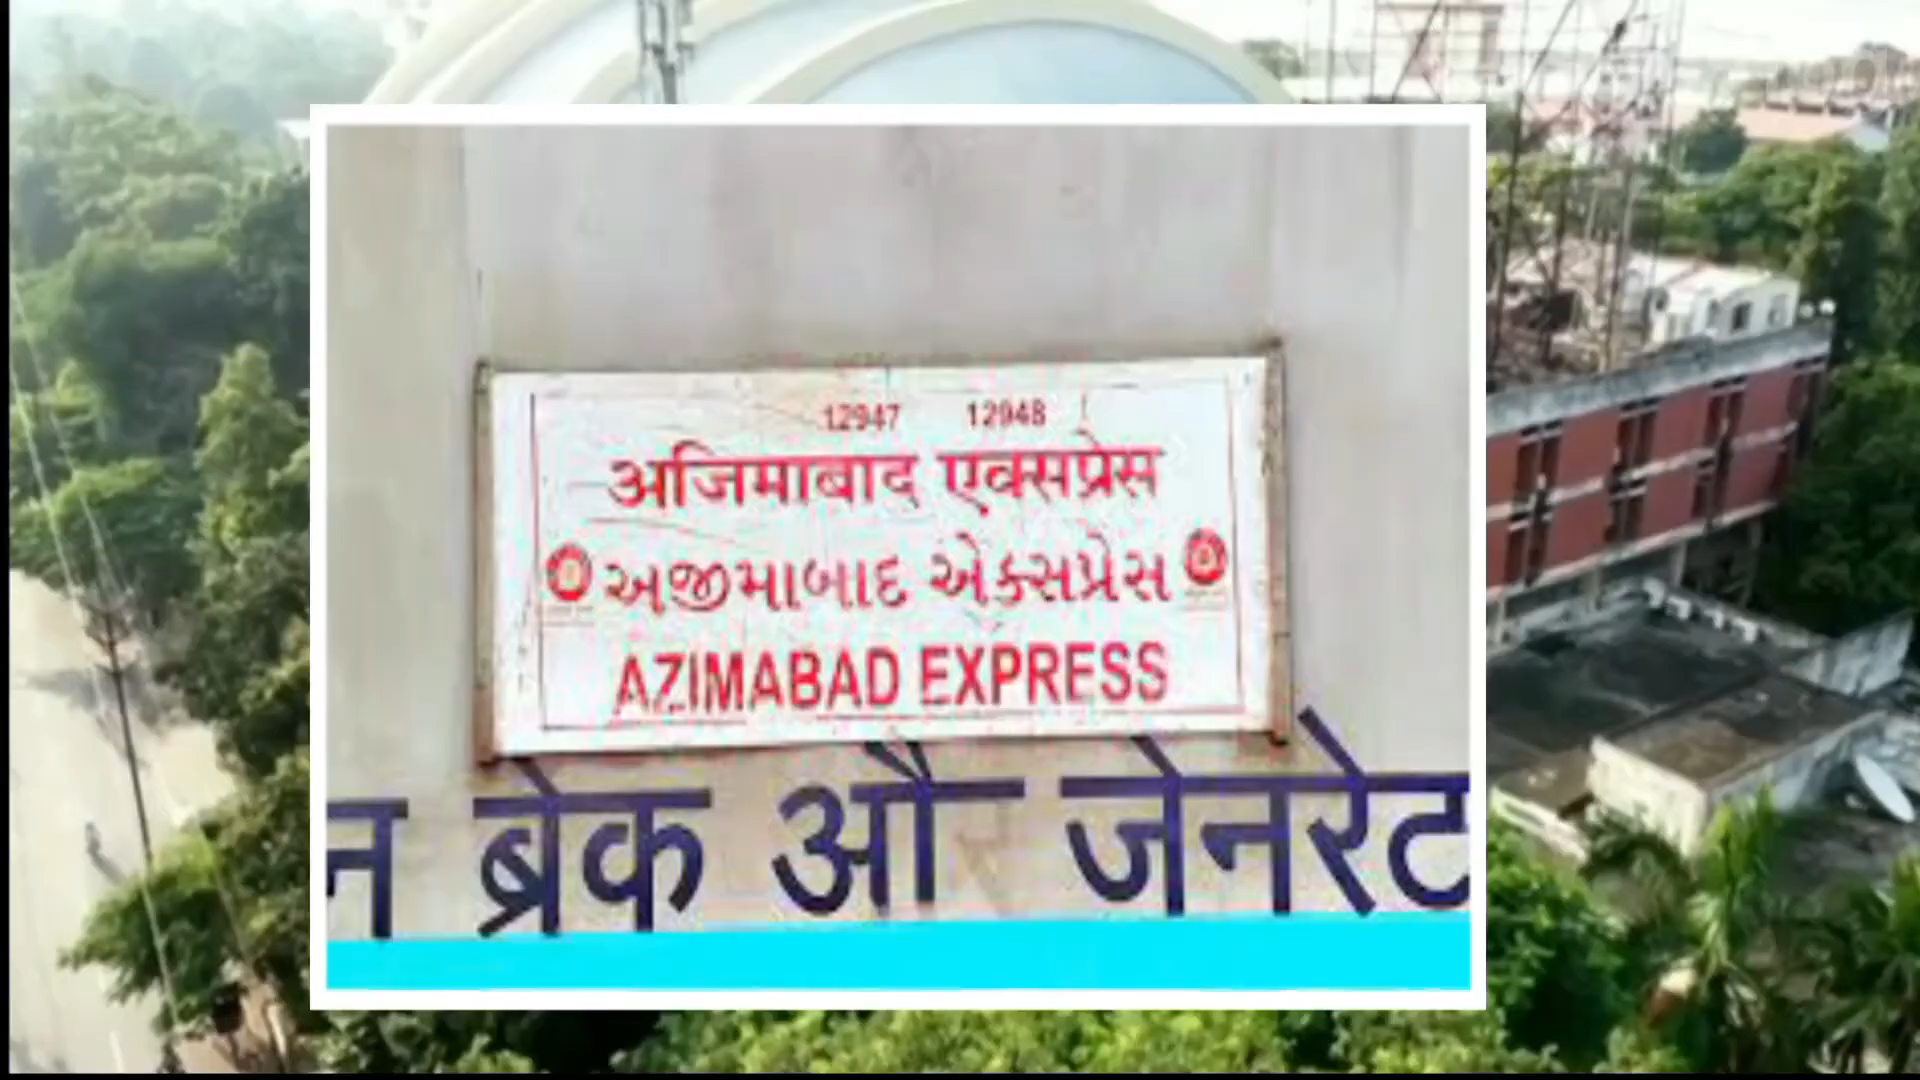 12947 12948
अजिमाबाद एक्सप्रेस
અજીમાબાદ એક્સપ્રેસ
AZIMABAD EXPRESS
न ब्रेक औ जेनरेट